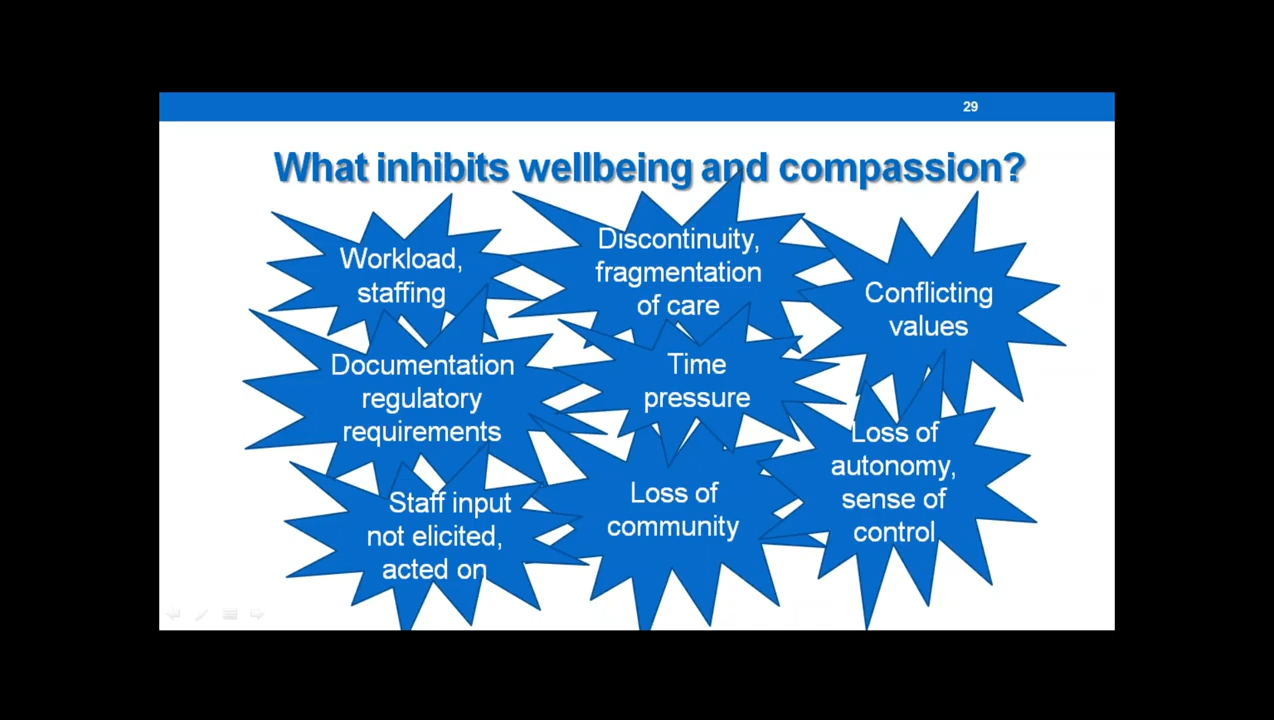 29
What inhibits wellbeing and compassion?
Workload,
staffing
Discontinuity,
fragmentation
of care
Conflicting
values
Documentation
regulatory
requirements
Time
pressure
Loss of
autonomy,
sense of
control
Staff input
not elicited,
acted on
Loss of
community